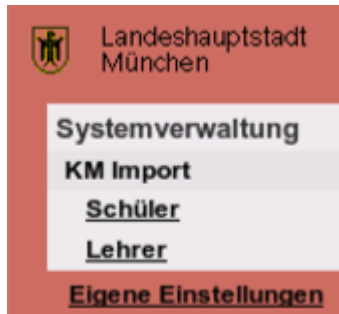 Landeshauptstadt
München
Systemverwaltung
KM Import
Schüler
Lehrer
Eigene Einstellungen